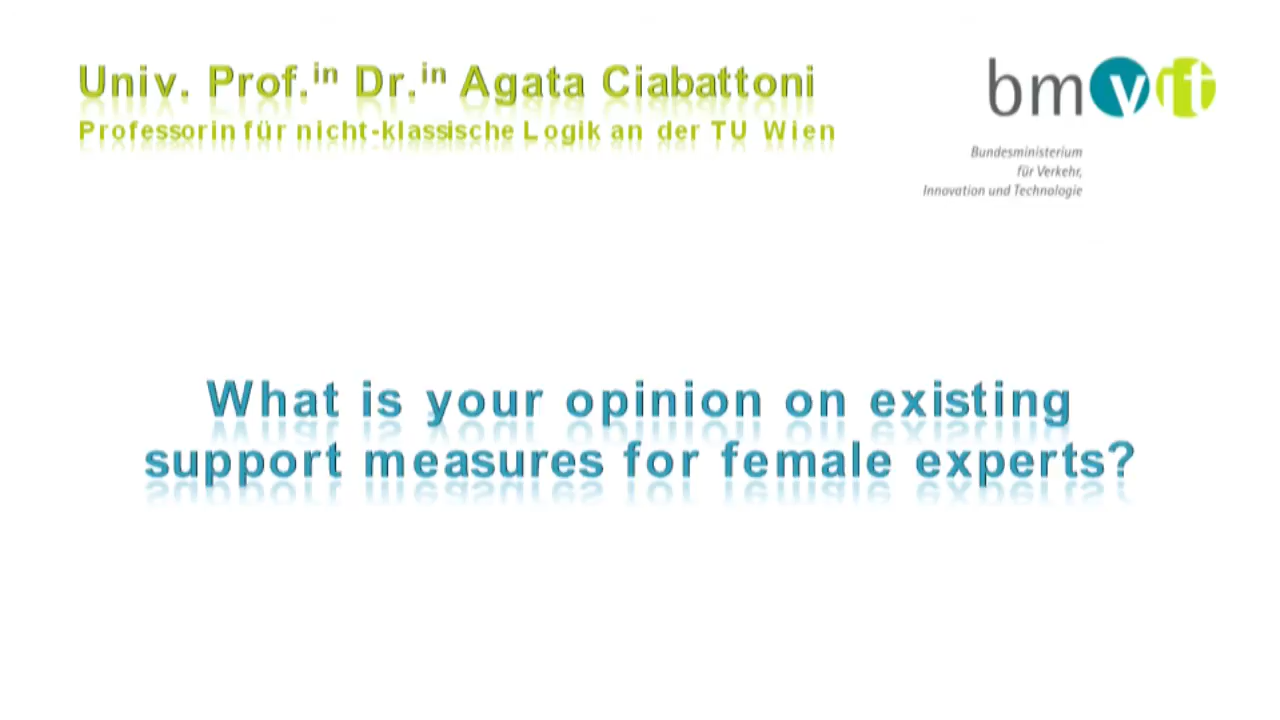 Univ. Prof.in Dr.in Agata Ciabattoni
Professorin für nicht-klassische Logik an der TU Wien
bmvit
Bundesministerium
für Verkehr,
Innovation und Technologie
What is your opinion on existing
support measures for female experts?